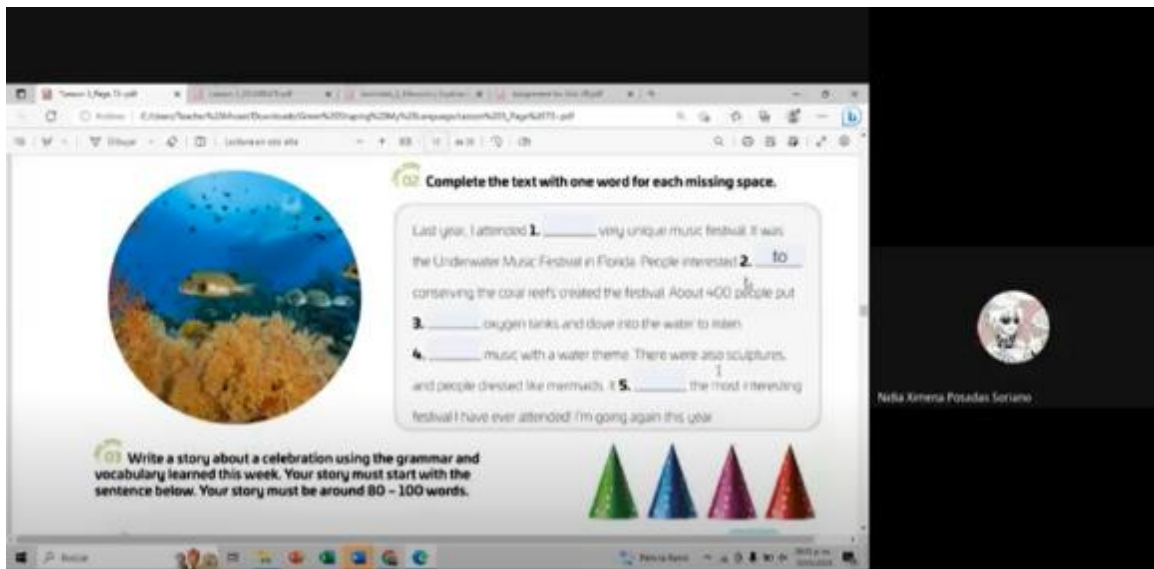 Lesson 3_Page 73-pdf
Dibujar
02 Complete the text with one word for each missing space.
Last year, I attended 1. ______ very unique music festival. It was
the Underwater Music Festival in Florida. People interested 2. to
conserving the coral reefs created the festival. About 400 people put
3. ______ oxygen tanks and dove into the water to listen
4. ______ music with a water theme. There were also sculptures,
and people dressed like mermaids. It 5. ______ the most interesting
festival I have ever attended! I'm going again this year.
Nidia Ximena Posadas Soriano
03 Write a story about a celebration using the grammar and
vocabulary learned this week. Your story must start with the
sentence below. Your story must be around 80 – 100 words.
Buscar